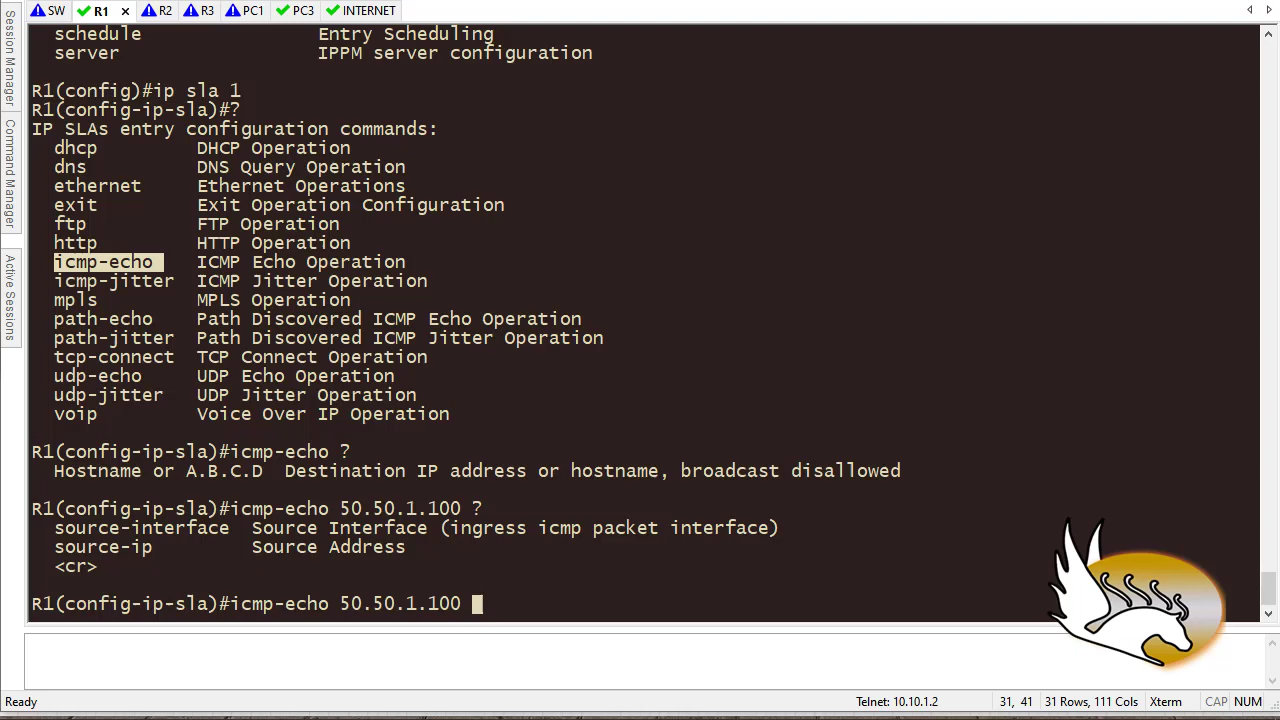 SW R1 × R2 R3 PC1 PC3 INTERNET
Session Manager
Command Manager
Active Sessions
schedule Entry Scheduling
server IPPM server configuration
R1(config)#ip sla 1
R1(config-ip-sla)#?
IP SLAs entry configuration commands:
dhcp DHCP Operation
dns DNS Query Operation
ethernet Ethernet Operations
exit Exit Operation Configuration
ftp FTP Operation
http HTTP Operation
icmp-echo ICMP Echo Operation
icmp-jitter ICMP Jitter Operation
mpls MPLS Operation
path-echo Path Discovered ICMP Echo Operation
path-jitter Path Discovered ICMP Jitter Operation
tcp-connect TCP Connect Operation
udp-echo UDP Echo Operation
udp-jitter UDP Jitter Operation
voip Voice Over IP Operation
R1(config-ip-sla)#icmp-echo ?
Hostname or A.B.C.D Destination IP address or hostname, broadcast disallowed
R1(config-ip-sla)#icmp-echo 50.50.1.100 ?
source-interface Source Interface (ingress icmp packet interface)
source-ip Source Address
<cr>
R1(config-ip-sla)#icmp-echo 50.50.1.100
Ready Telnet: 10.10.1.2 31, 41 31 Rows, 111 Cols Xterm CAP NUM